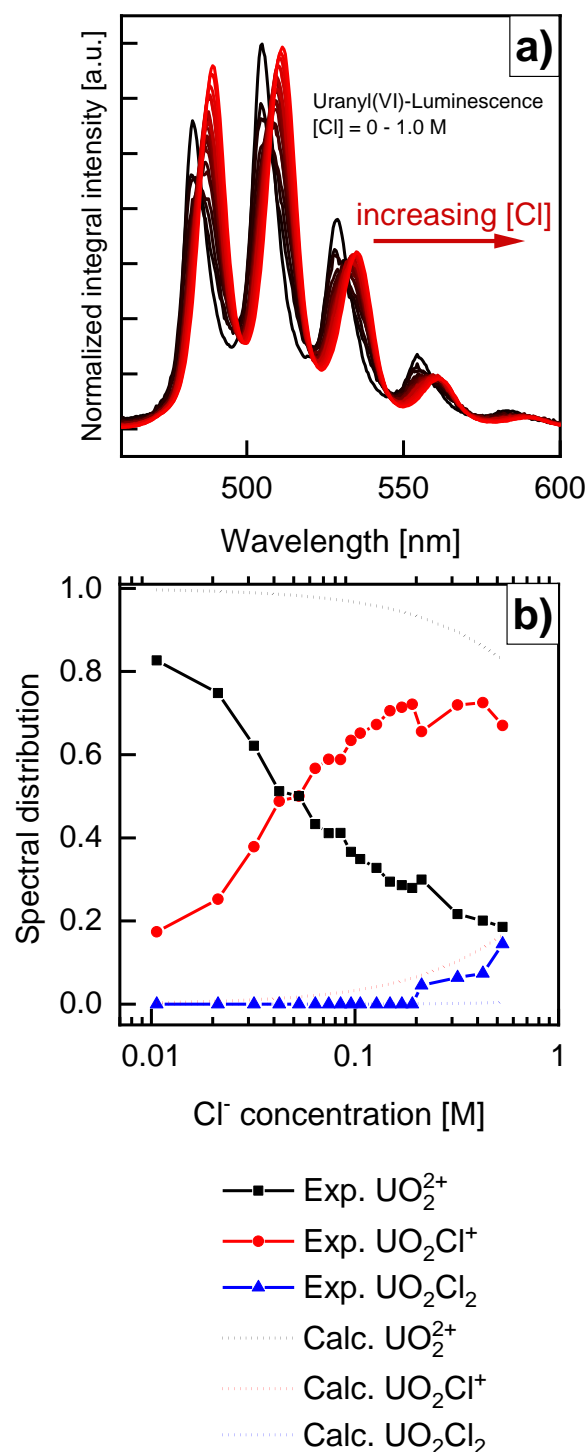 a)
Uranyl(VI)-Luminescence
[Cl] = 0 - 1.0 M
increasing [Cl]
Normalized integral intensity [a.u.]
500 550 600
Wavelength [nm]
b)
1.0
0.8
0.6
0.4
0.2
0.0
Spectral distribution
0.01 0.1 1
Cl⁻ concentration [M]
Exp. UO₂²⁺
Exp. UO₂Cl⁺
Exp. UO₂Cl₂
Calc. UO₂²⁺
Calc. UO₂Cl⁺
Calc. UO₂Cl₂